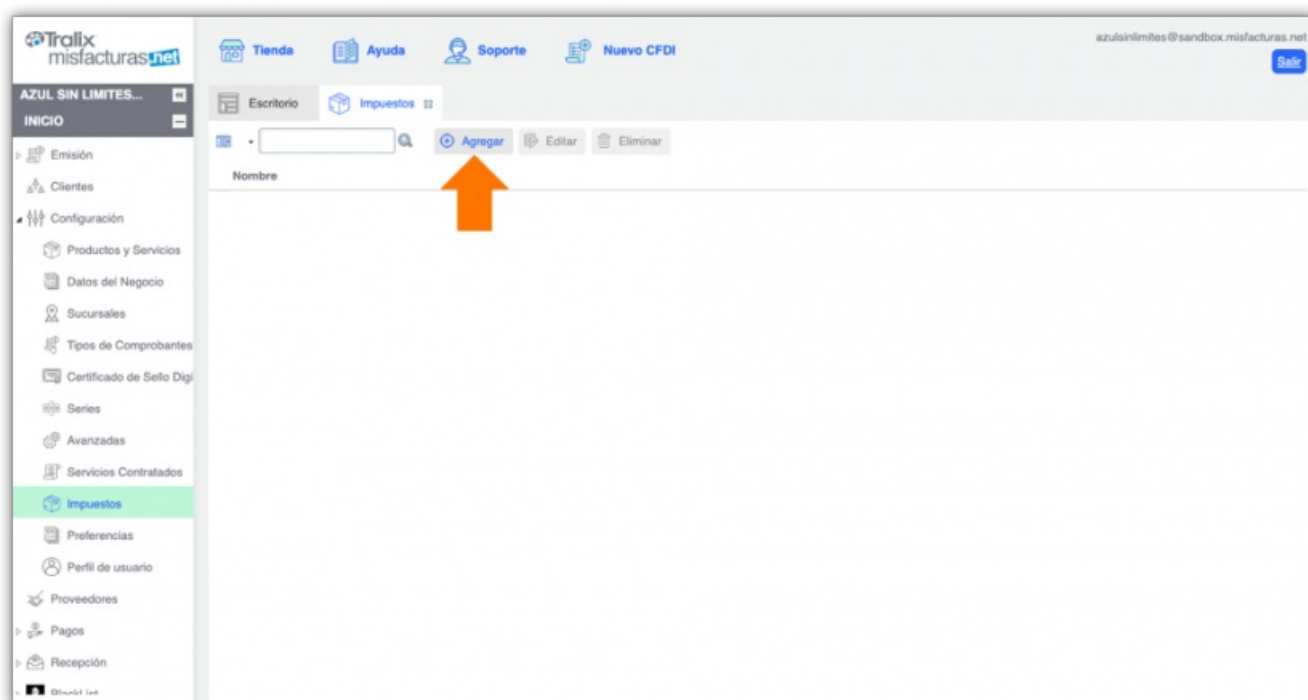 Tralix
misfacturas.net
Tienda
Ayuda
Soporte
Nuevo CFDI
azulsinlimites@sandbox.misfacturas.net
Salir
AZUL SIN LIMITES...
INICIO
Escritorio
Impuestos
Agregar
Editar
Eliminar
Nombre
Emisión
Clientes
Configuración
Productos y Servicios
Datos del Negocio
Sucursales
Tipos de Comprobantes
Certificado de Sello Digi
Series
Avanzadas
Servicios Contratados
Impuestos
Preferencias
Perfil de usuario
Proveedores
Pagos
Recepción
BlackList